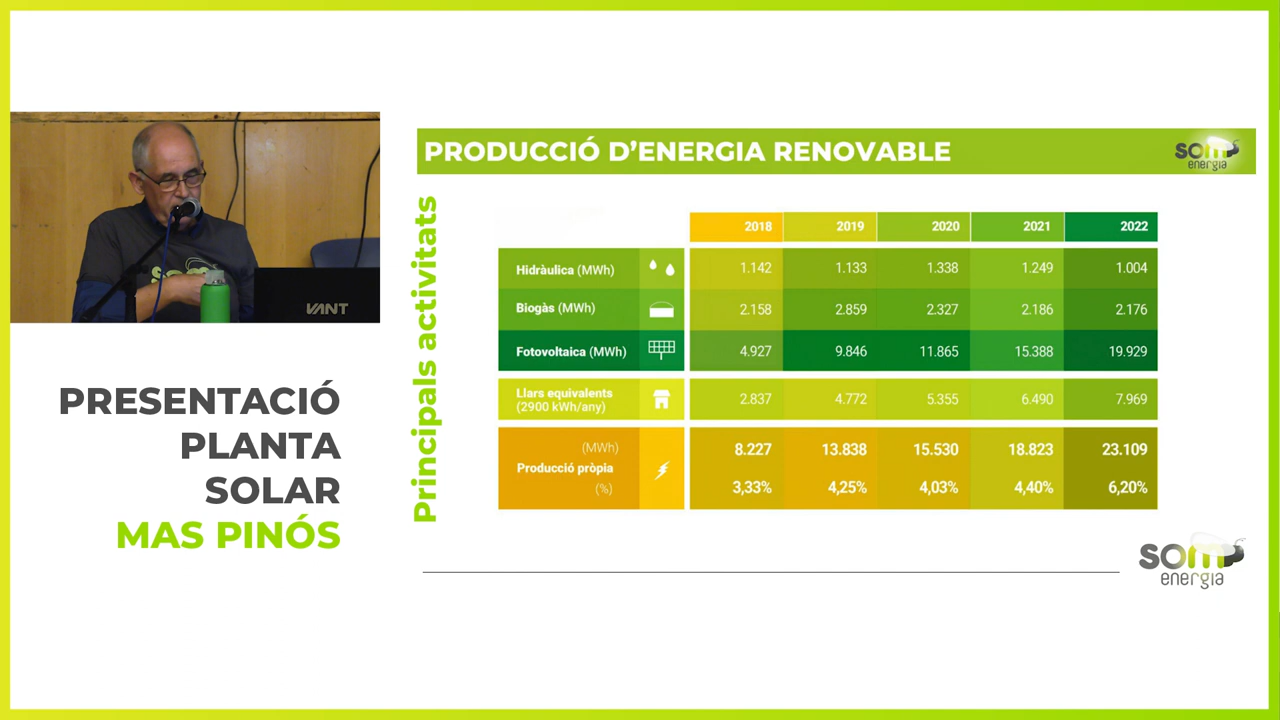 PRODUCCIÓ D'ENERGIA RENOVABLE
som
energia
Principals activitats
2018 2019 2020 2021 2022
Hidràulica (MWh) 1.142 1.133 1.338 1.249 1.004
Biogàs (MWh) 2.158 2.859 2.327 2.186 2.176
Fotovoltaica (MWh) 4.927 9.846 11.865 15.388 19.929
Llars equivalents
(2900 kWh/any) 2.837 4.772 5.355 6.490 7.969
(MWh) 8.227 13.838 15.530 18.823 23.109
Producció pròpia
(%) 3,33% 4,25% 4,03% 4,40% 6,20%
som
energia
VANT
PRESENTACIÓ
PLANTA
SOLAR
MAS PINÓS